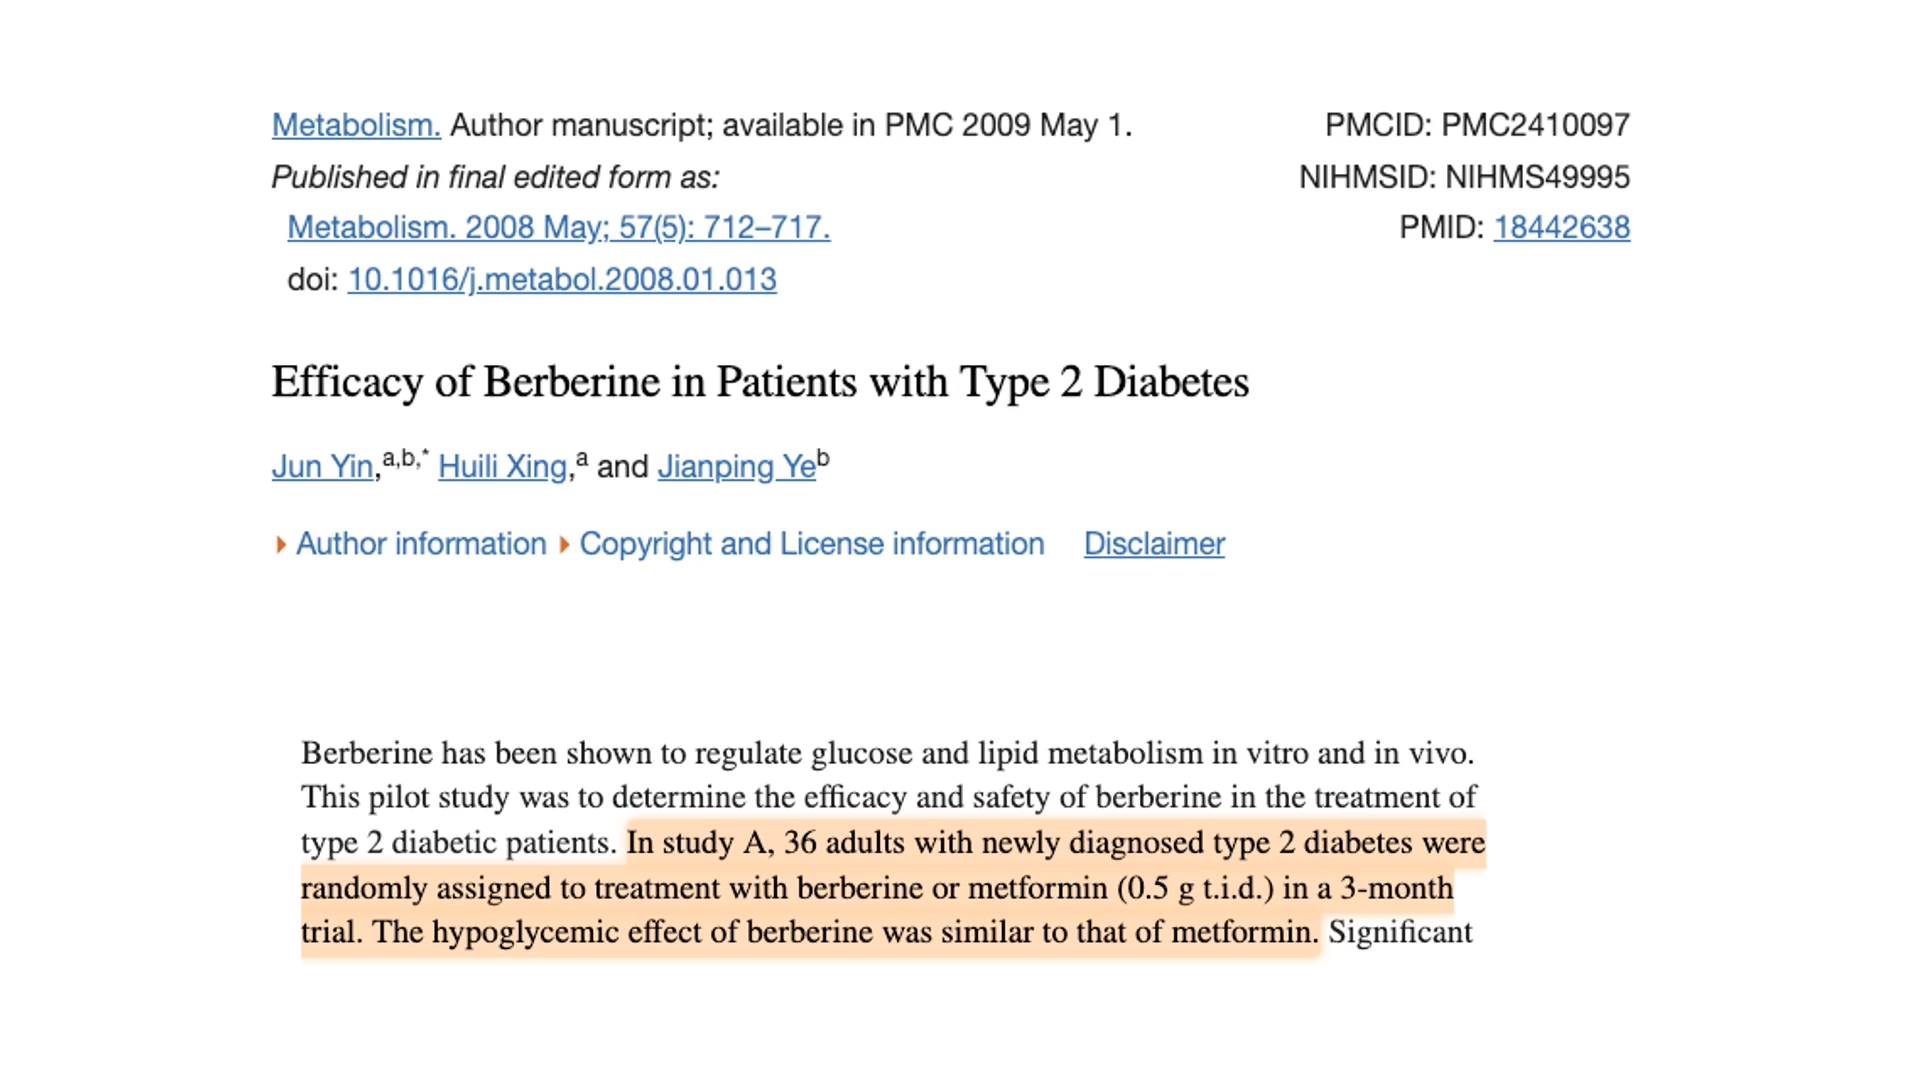 Metabolism. Author manuscript; available in PMC 2009 May 1.
PMCID: PMC2410097
Published in final edited form as:
NIHMSID: NIHMS49995
Metabolism. 2008 May; 57(5): 712–717.
PMID: 18442638
doi: 10.1016/j.metabol.2008.01.013
Efficacy of Berberine in Patients with Type 2 Diabetes
Jun Yin,a,b,* Huili Xing,a and Jianping Yeb
Author information Copyright and License information Disclaimer
Berberine has been shown to regulate glucose and lipid metabolism in vitro and in vivo.
This pilot study was to determine the efficacy and safety of berberine in the treatment of
type 2 diabetic patients. In study A, 36 adults with newly diagnosed type 2 diabetes were
randomly assigned to treatment with berberine or metformin (0.5 g t.i.d.) in a 3-month
trial. The hypoglycemic effect of berberine was similar to that of metformin. Significant